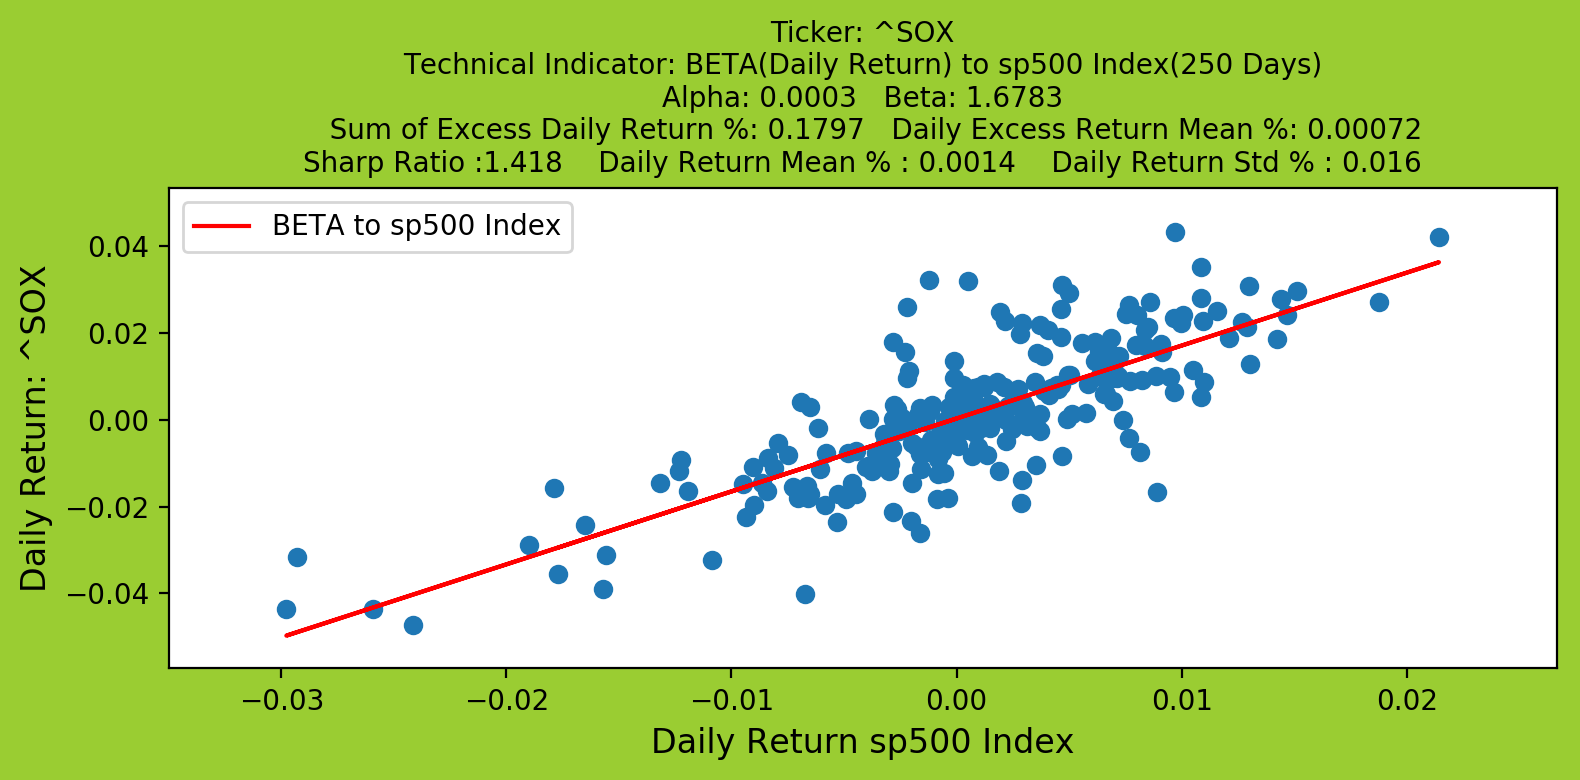 Ticker: ^SOX
Technical Indicator: BETA(Daily Return) to sp500 Index(250 Days)
Alpha: 0.0003   Beta: 1.6783
Sum of Excess Daily Return %: 0.1797   Daily Excess Return Mean %: 0.00072
Sharp Ratio :1.418    Daily Return Mean % : 0.0014    Daily Return Std % : 0.016
BETA to sp500 Index
Daily Return: ^SOX
0.04
0.02
0.00
−0.02
−0.04
−0.03 −0.02 −0.01 0.00 0.01 0.02
Daily Return sp500 Index